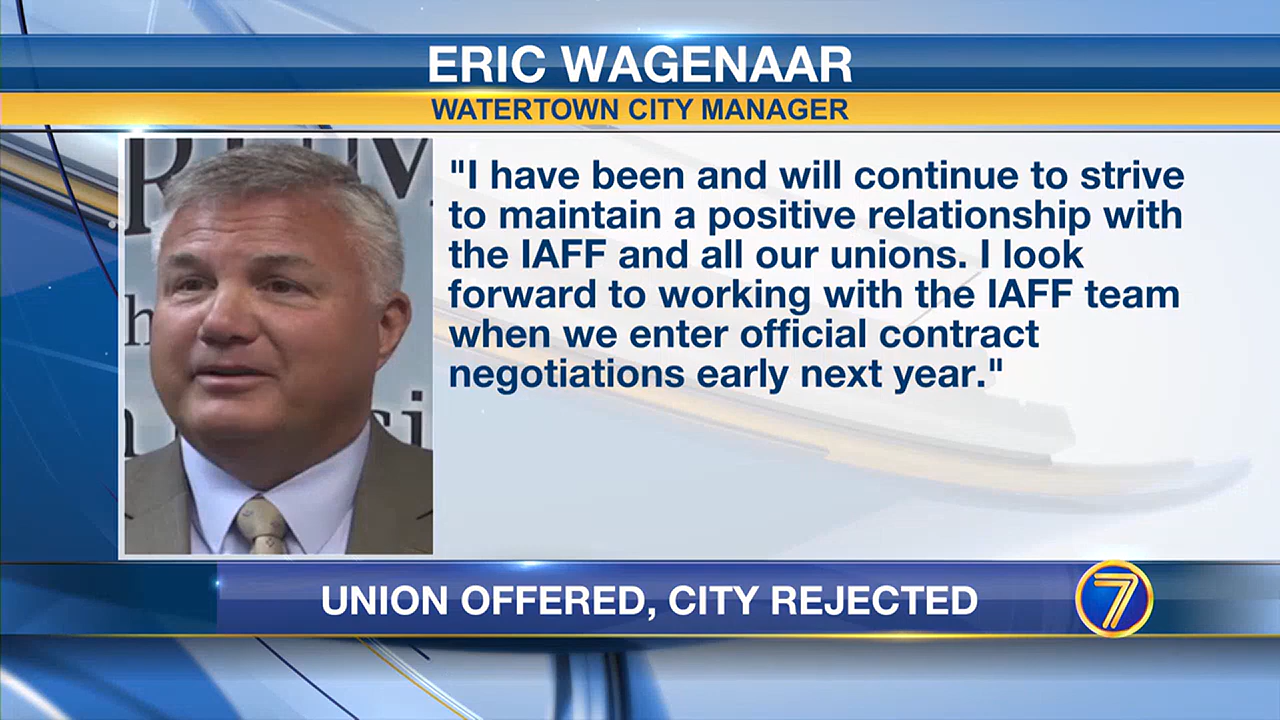 ERIC WAGENAAR
WATERTOWN CITY MANAGER
"I have been and will continue to strive
to maintain a positive relationship with
the IAFF and all our unions. I look
forward to working with the IAFF team
when we enter official contract
negotiations early next year."
UNION OFFERED, CITY REJECTED
7